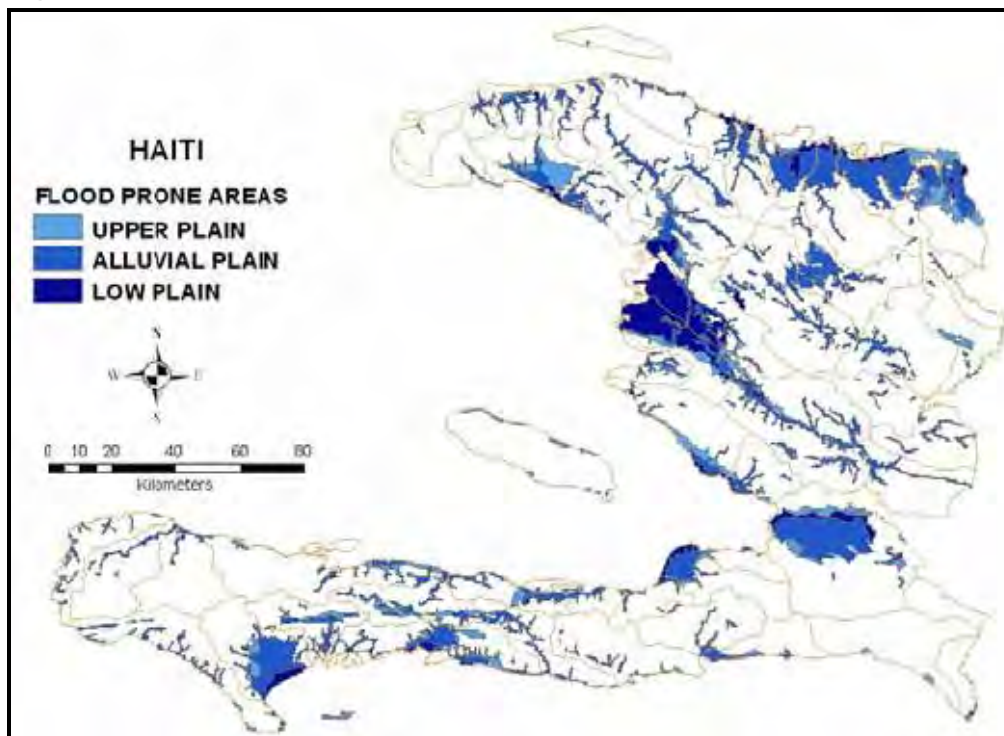 HAITI
FLOOD PRONE AREAS
UPPER PLAIN
ALLUVIAL PLAIN
LOW PLAIN
N
W E
S
0 10 20 40 60 80
Kilometers